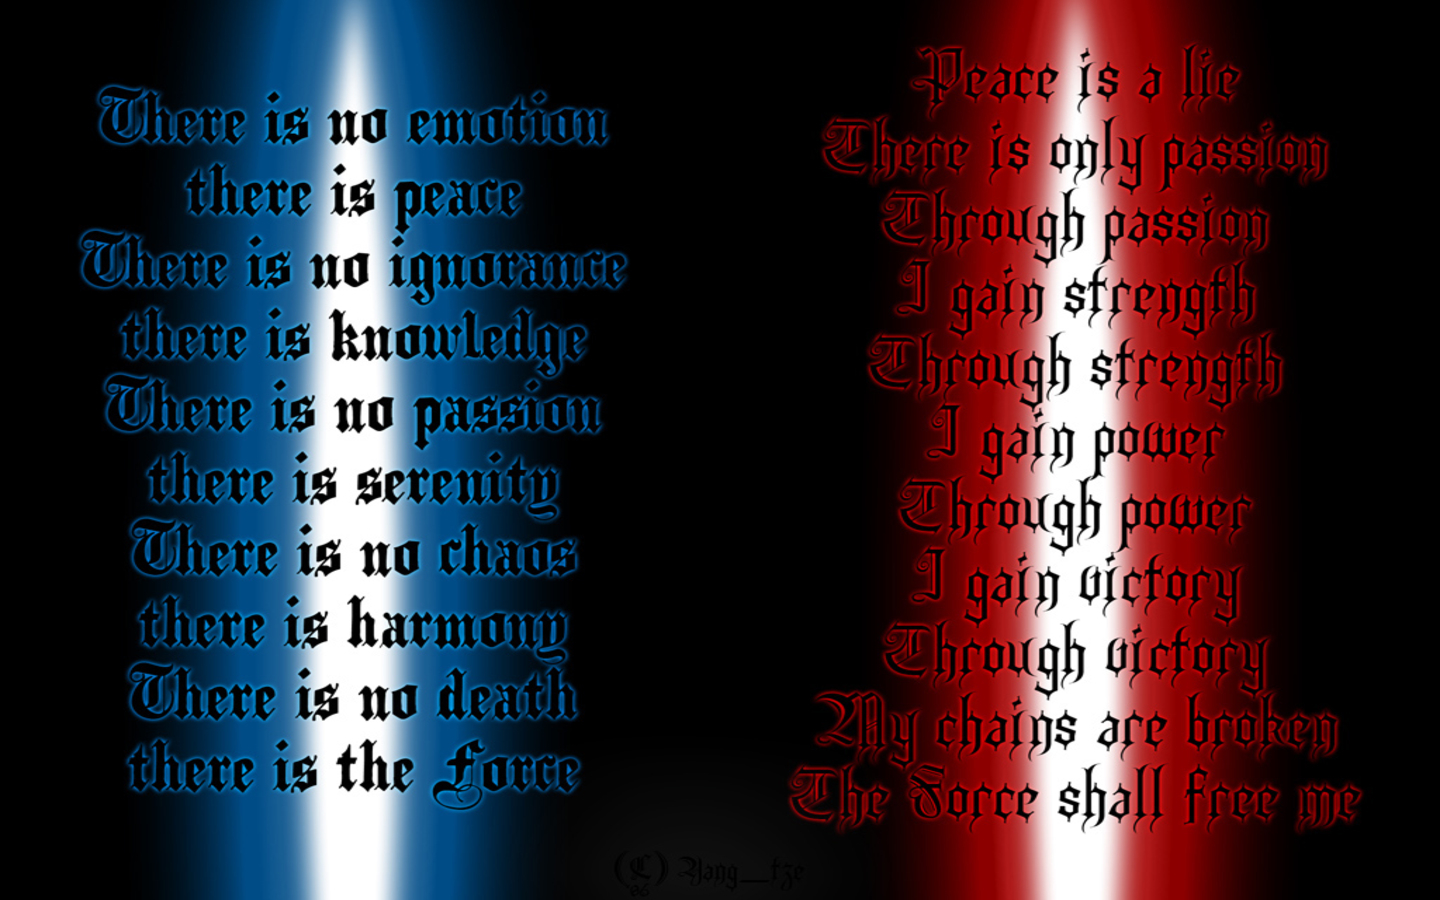 There is no emotion
there is peace
There is no ignorance
there is knowledge
There is no passion
there is serenity
There is no chaos
there is harmony
There is no death
there is the Force
Peace is a lie
There is only passion
Through passion
I gain strength
Through strength
I gain power
Through power
I gain victory
Through victory
My chains are broken
The Force shall free me
(C) Yang__tze